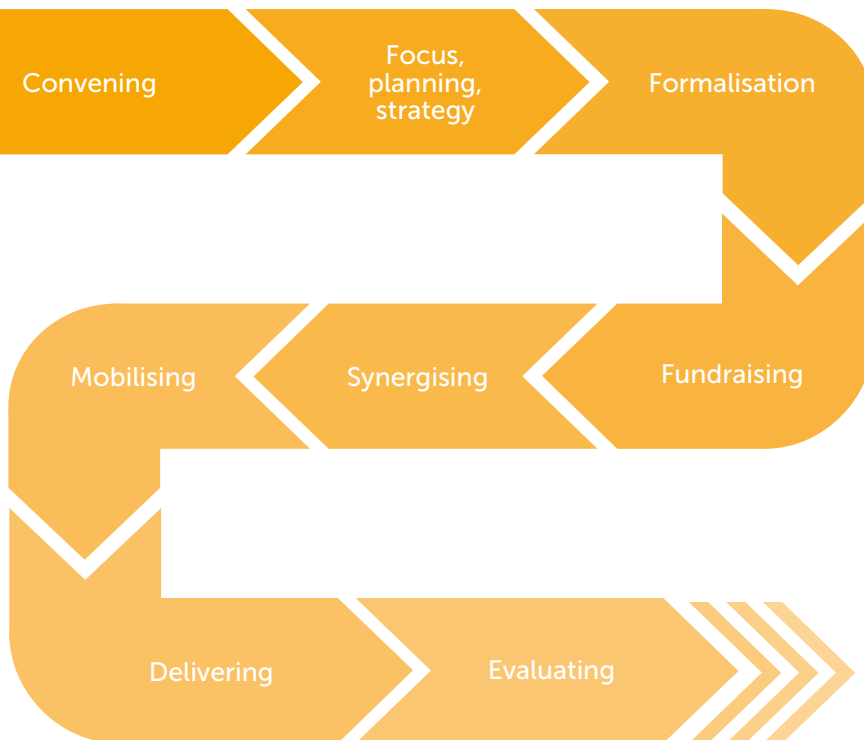 Convening
Focus,
planning,
strategy
Formalisation
Fundraising
Synergising
Mobilising
Delivering
Evaluating